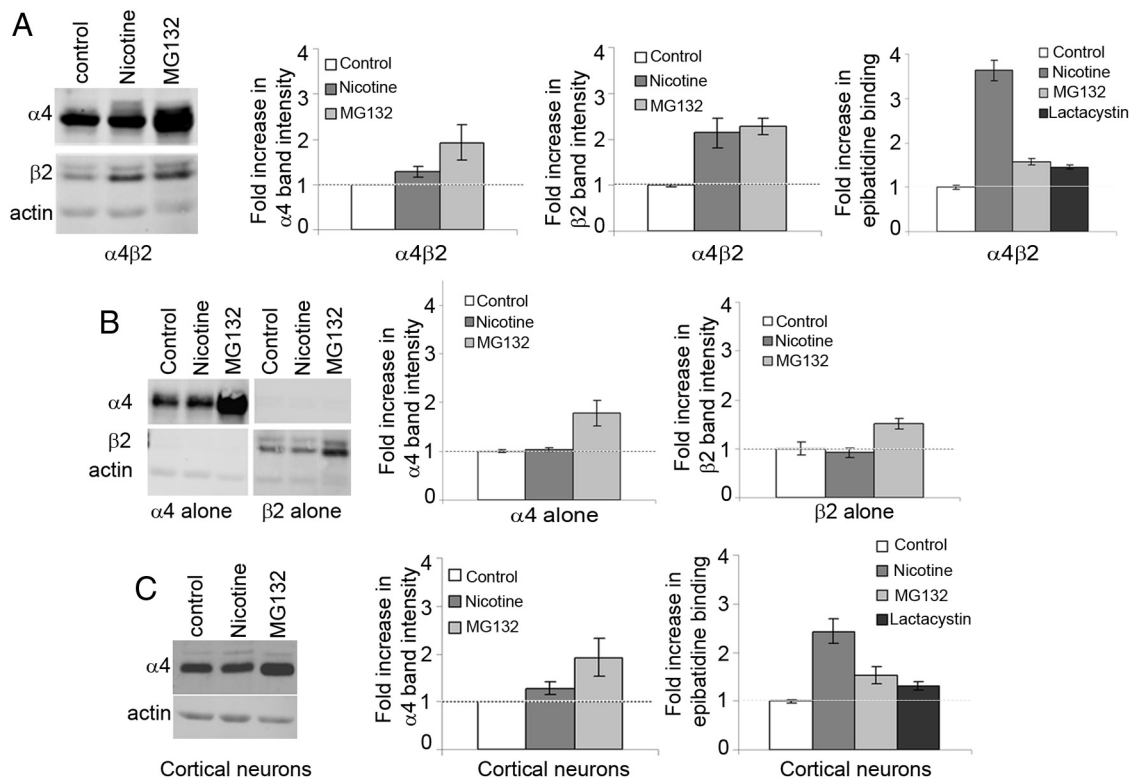 A
control
Nicotine
MG132
α4
β2
actin
α4β2
Fold increase in
α4 band intensity
4
3
2
1
0
Control
Nicotine
MG132
α4β2
Fold increase in
β2 band intensity
4
3
2
1
0
Control
Nicotine
MG132
α4β2
Fold increase in
epibatidine binding
4
3
2
1
0
Control
Nicotine
MG132
Lactacystin
α4β2
B
Control
Nicotine
MG132
Control
Nicotine
MG132
α4
β2
actin
α4 alone
β2 alone
Fold increase in
α4 band intensity
4
3
2
1
0
Control
Nicotine
MG132
α4 alone
Fold increase in
β2 band intensity
4
3
2
1
0
Control
Nicotine
MG132
β2 alone
C
control
Nicotine
MG132
α4
actin
Cortical neurons
Fold increase in
α4 band intensity
4
3
2
1
0
Control
Nicotine
MG132
Cortical neurons
Fold increase in
epibatidine binding
4
3
2
1
0
Control
Nicotine
MG132
Lactacystin
Cortical neurons